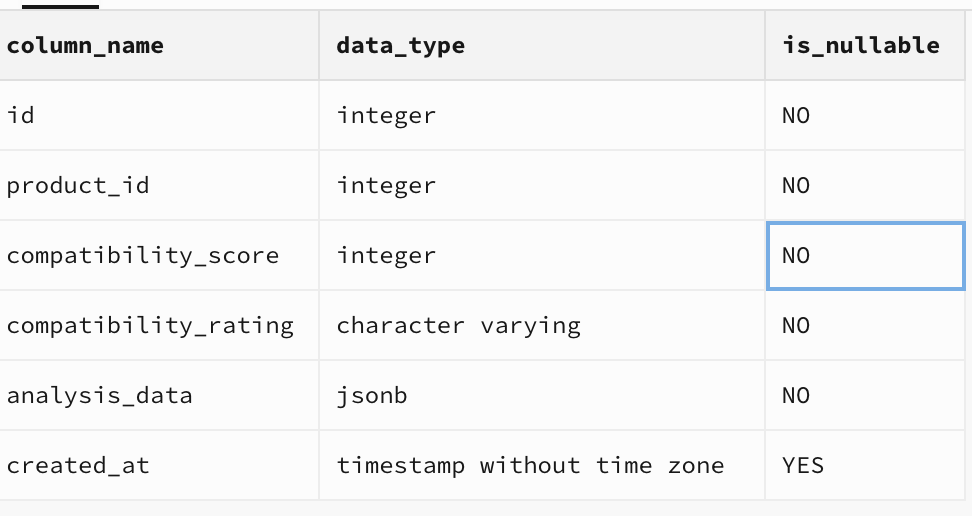 column_name data_type is_nullable
id integer NO
product_id integer NO
compatibility_score integer NO
compatibility_rating character varying NO
analysis_data jsonb NO
created_at timestamp without time zone YES